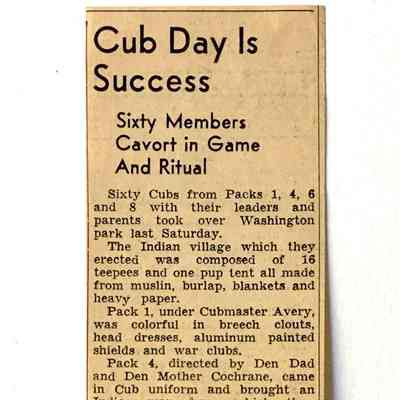 Cub Day Is
Success
Sixty Members
Cavort in Game
And Ritual
Sixty Cubs from Packs 1, 4, 6
and 8 with their leaders and
parents took over Washington
park last Saturday.
The Indian village which they
erected was composed of 16
teepees and one pup tent all made
from muslin, burlap, blankets and
heavy paper.
Pack 1, under Cubmaster Avery,
was colorful in breech clouts,
head dresses, aluminum painted
shields and war clubs.
Pack 4, directed by Den Dad
and Den Mother Cochrane, came
in Cub uniform and brought an